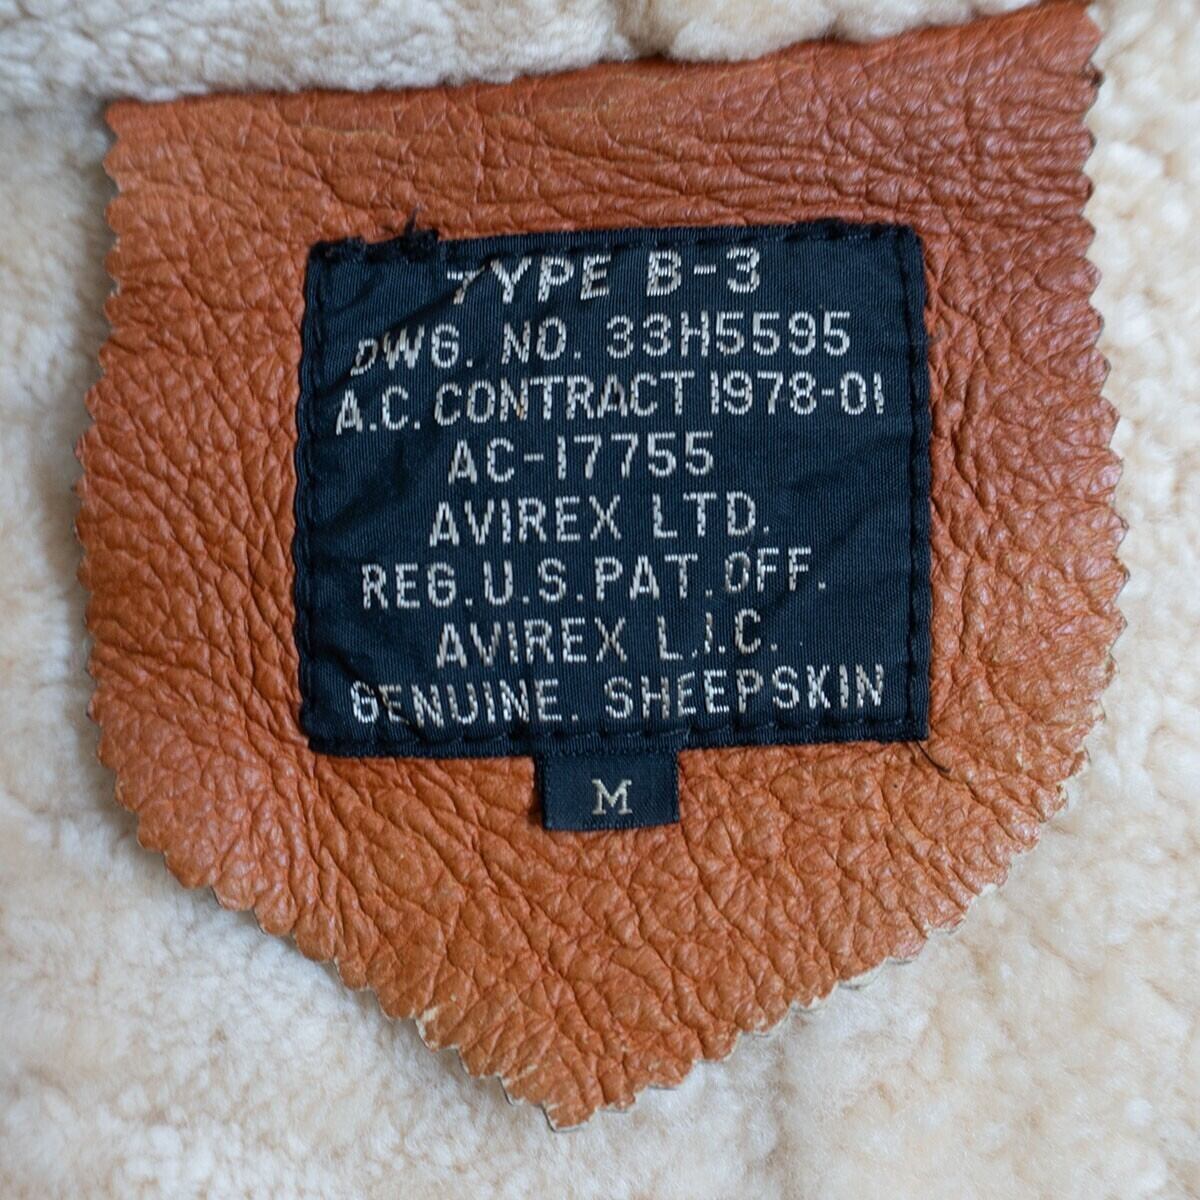 TYPE B-3
DWG. NO. 33H5595
A.C. CONTRACT 1978-01
AC-17755
AVIREX LTD.
REG.U.S.PAT.OFF.
AVIREX L.I.C.
GENUINE. SHEEPSKIN
M